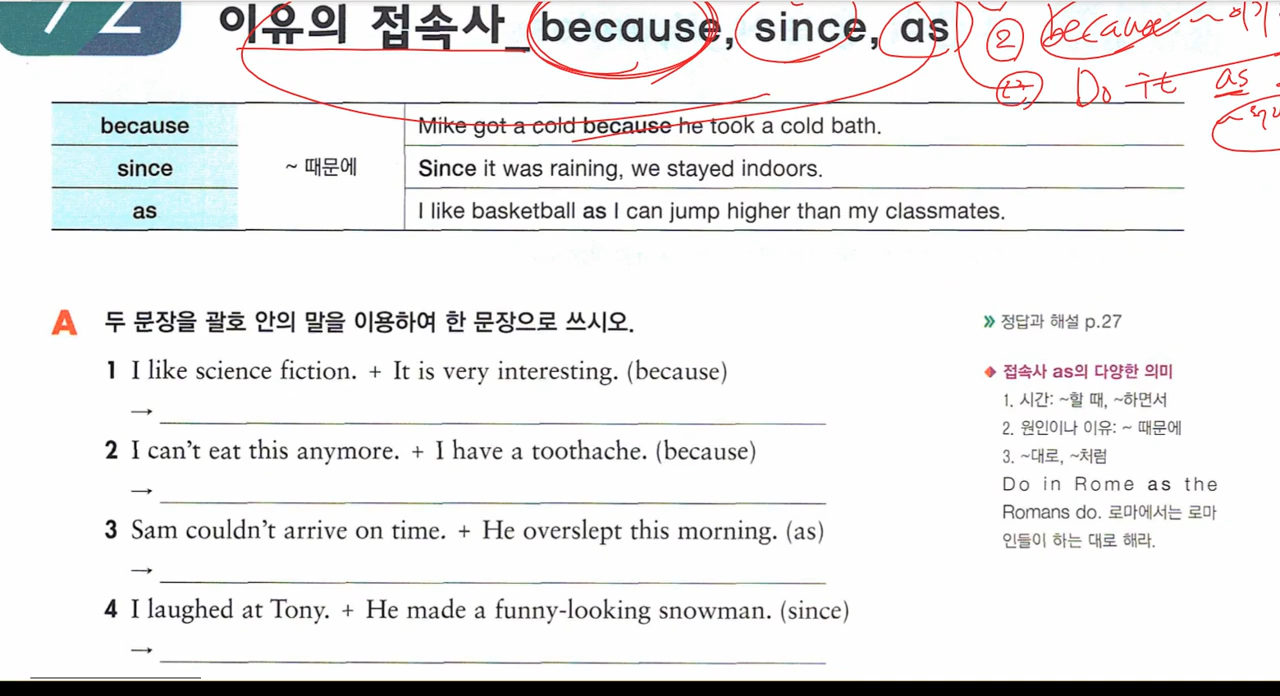 72
이유의 접속사_because, since, as
② because
Do it as
because
Mike got a cold because he took a cold bath.
since
~ 때문에
Since it was raining, we stayed indoors.
as
I like basketball as I can jump higher than my classmates.
A 두 문장을 괄호 안의 말을 이용하여 한 문장으로 쓰시오.
1 I like science fiction. + It is very interesting. (because)
→
2 I can't eat this anymore. + I have a toothache. (because)
→
3 Sam couldn't arrive on time. + He overslept this morning. (as)
→
4 I laughed at Tony. + He made a funny-looking snowman. (since)
→
» 정답과 해설 p.27
◆ 접속사 as의 다양한 의미
1. 시간: ~할 때, ~하면서
2. 원인이나 이유: ~ 때문에
3. ~대로, ~처럼
Do in Rome as the
Romans do. 로마에서는 로마
인들이 하는 대로 해라.